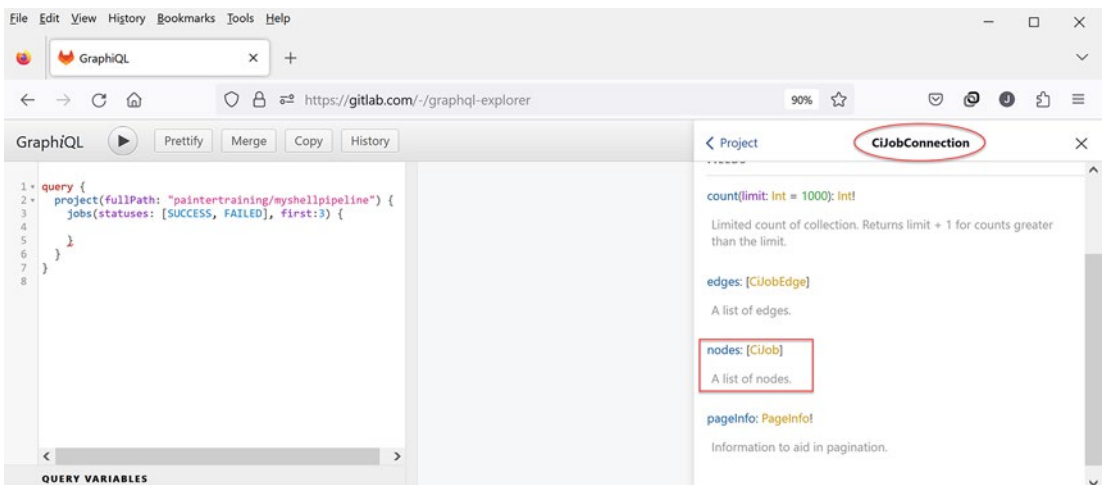 File Edit View History Bookmarks Tools Help
GraphiQL
https://gitlab.com/-/graphql-explorer
90%
J
GraphiQL Prettify Merge Copy History
Project CiJobConnection
1 query {
2 project(fullPath: "paintertraining/myshellpipeline") {
3 jobs(statuses: [SUCCESS, FAILED], first:3) {
4
5 }
6 }
7 }
8
count(limit: Int = 1000): Int!
Limited count of collection. Returns limit + 1 for counts greater
than the limit.
edges: [CiJobEdge]
A list of edges.
nodes: [CiJob]
A list of nodes.
pageInfo: PageInfo!
Information to aid in pagination.
QUERY VARIABLES